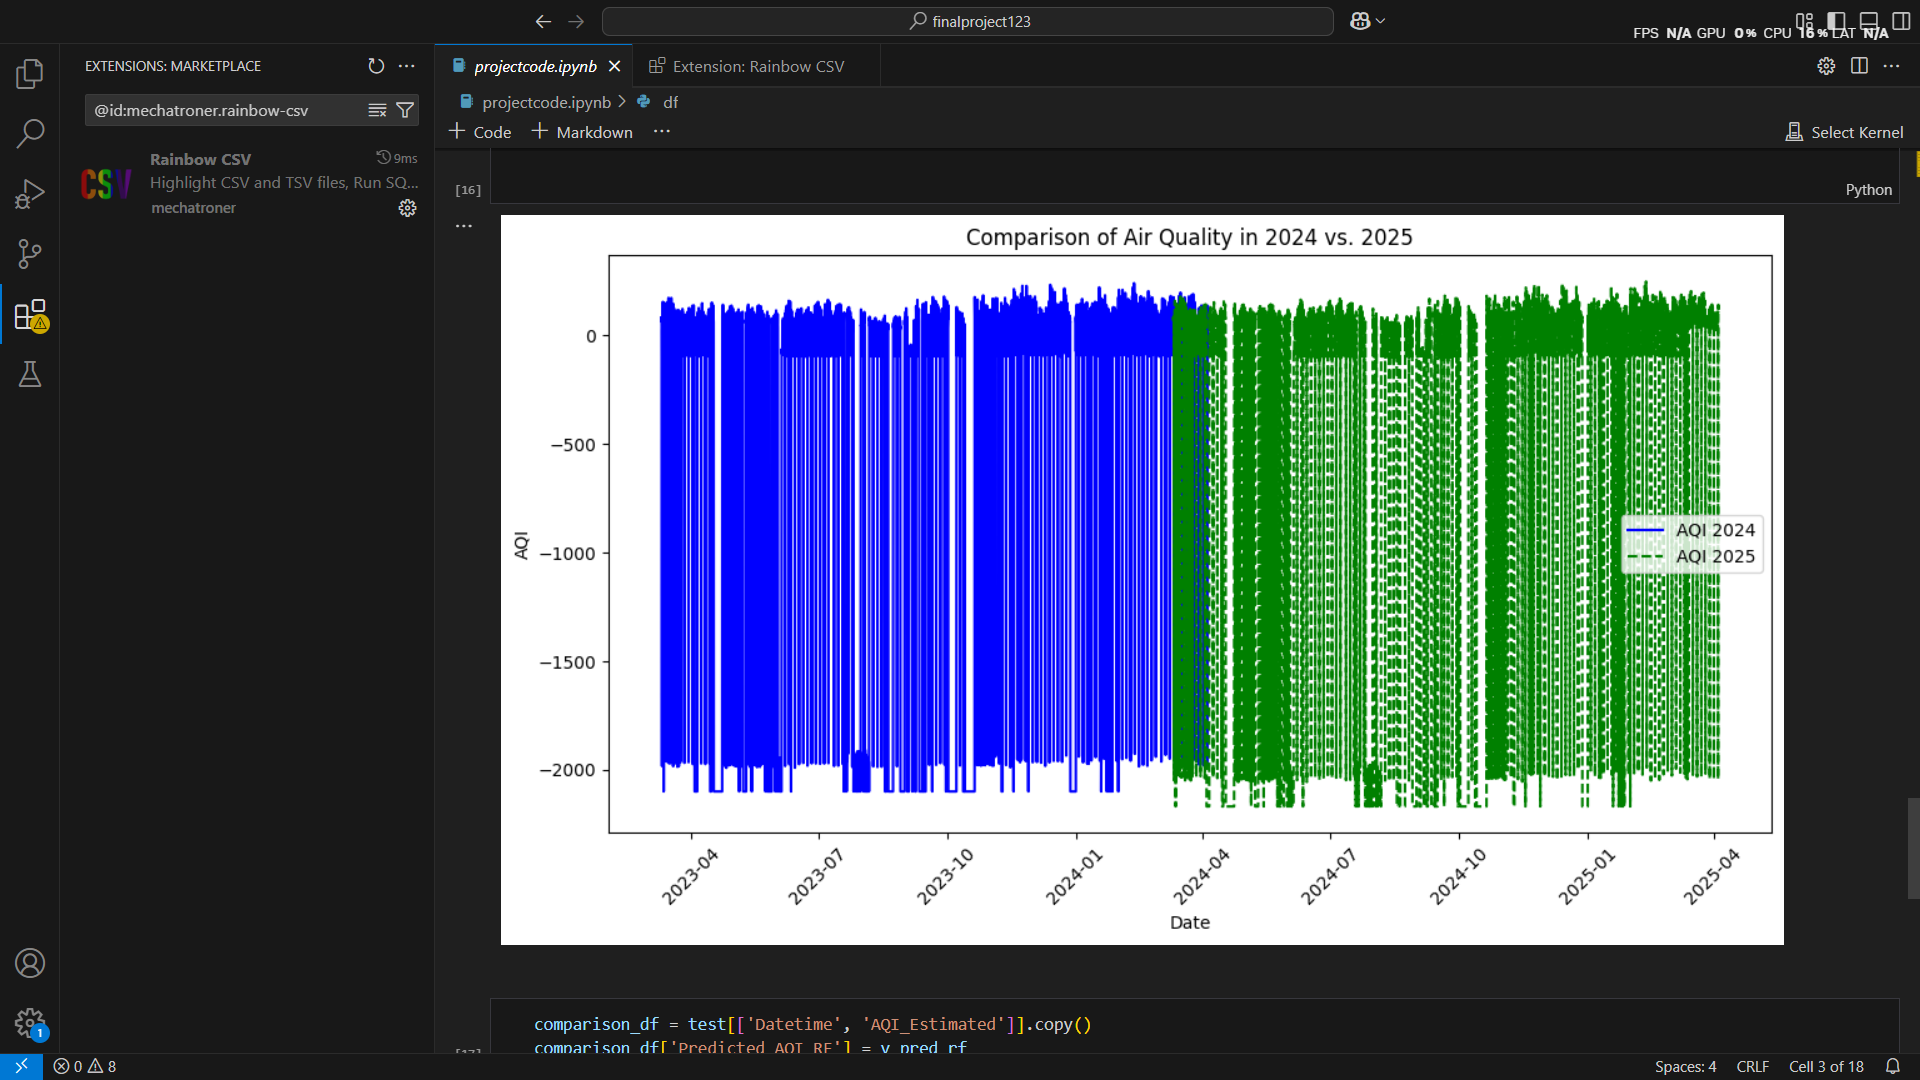 finalproject123
FPS N/A GPU 0% CPU 16% LAT N/A
EXTENSIONS: MARKETPLACE
@id:mechatroner.rainbow-csv
CSV
Rainbow CSV
9ms
Highlight CSV and TSV files, Run SQ...
mechatroner
projectcode.ipynb
Extension: Rainbow CSV
projectcode.ipynb > df
+ Code + Markdown ...
Select Kernel
[16]
Python
Comparison of Air Quality in 2024 vs. 2025
0
−500
−1000
−1500
−2000
AQI
AQI 2024
AQI 2025
2023-04
2023-07
2023-10
2024-01
2024-04
2024-07
2024-10
2025-01
2025-04
Date
comparison_df = test[['Datetime', 'AQI_Estimated']].copy()
comparison_df['Predicted_AQI_RF'] = y_pred_rf
[17]
1
0 8
Spaces: 4 CRLF Cell 3 of 18